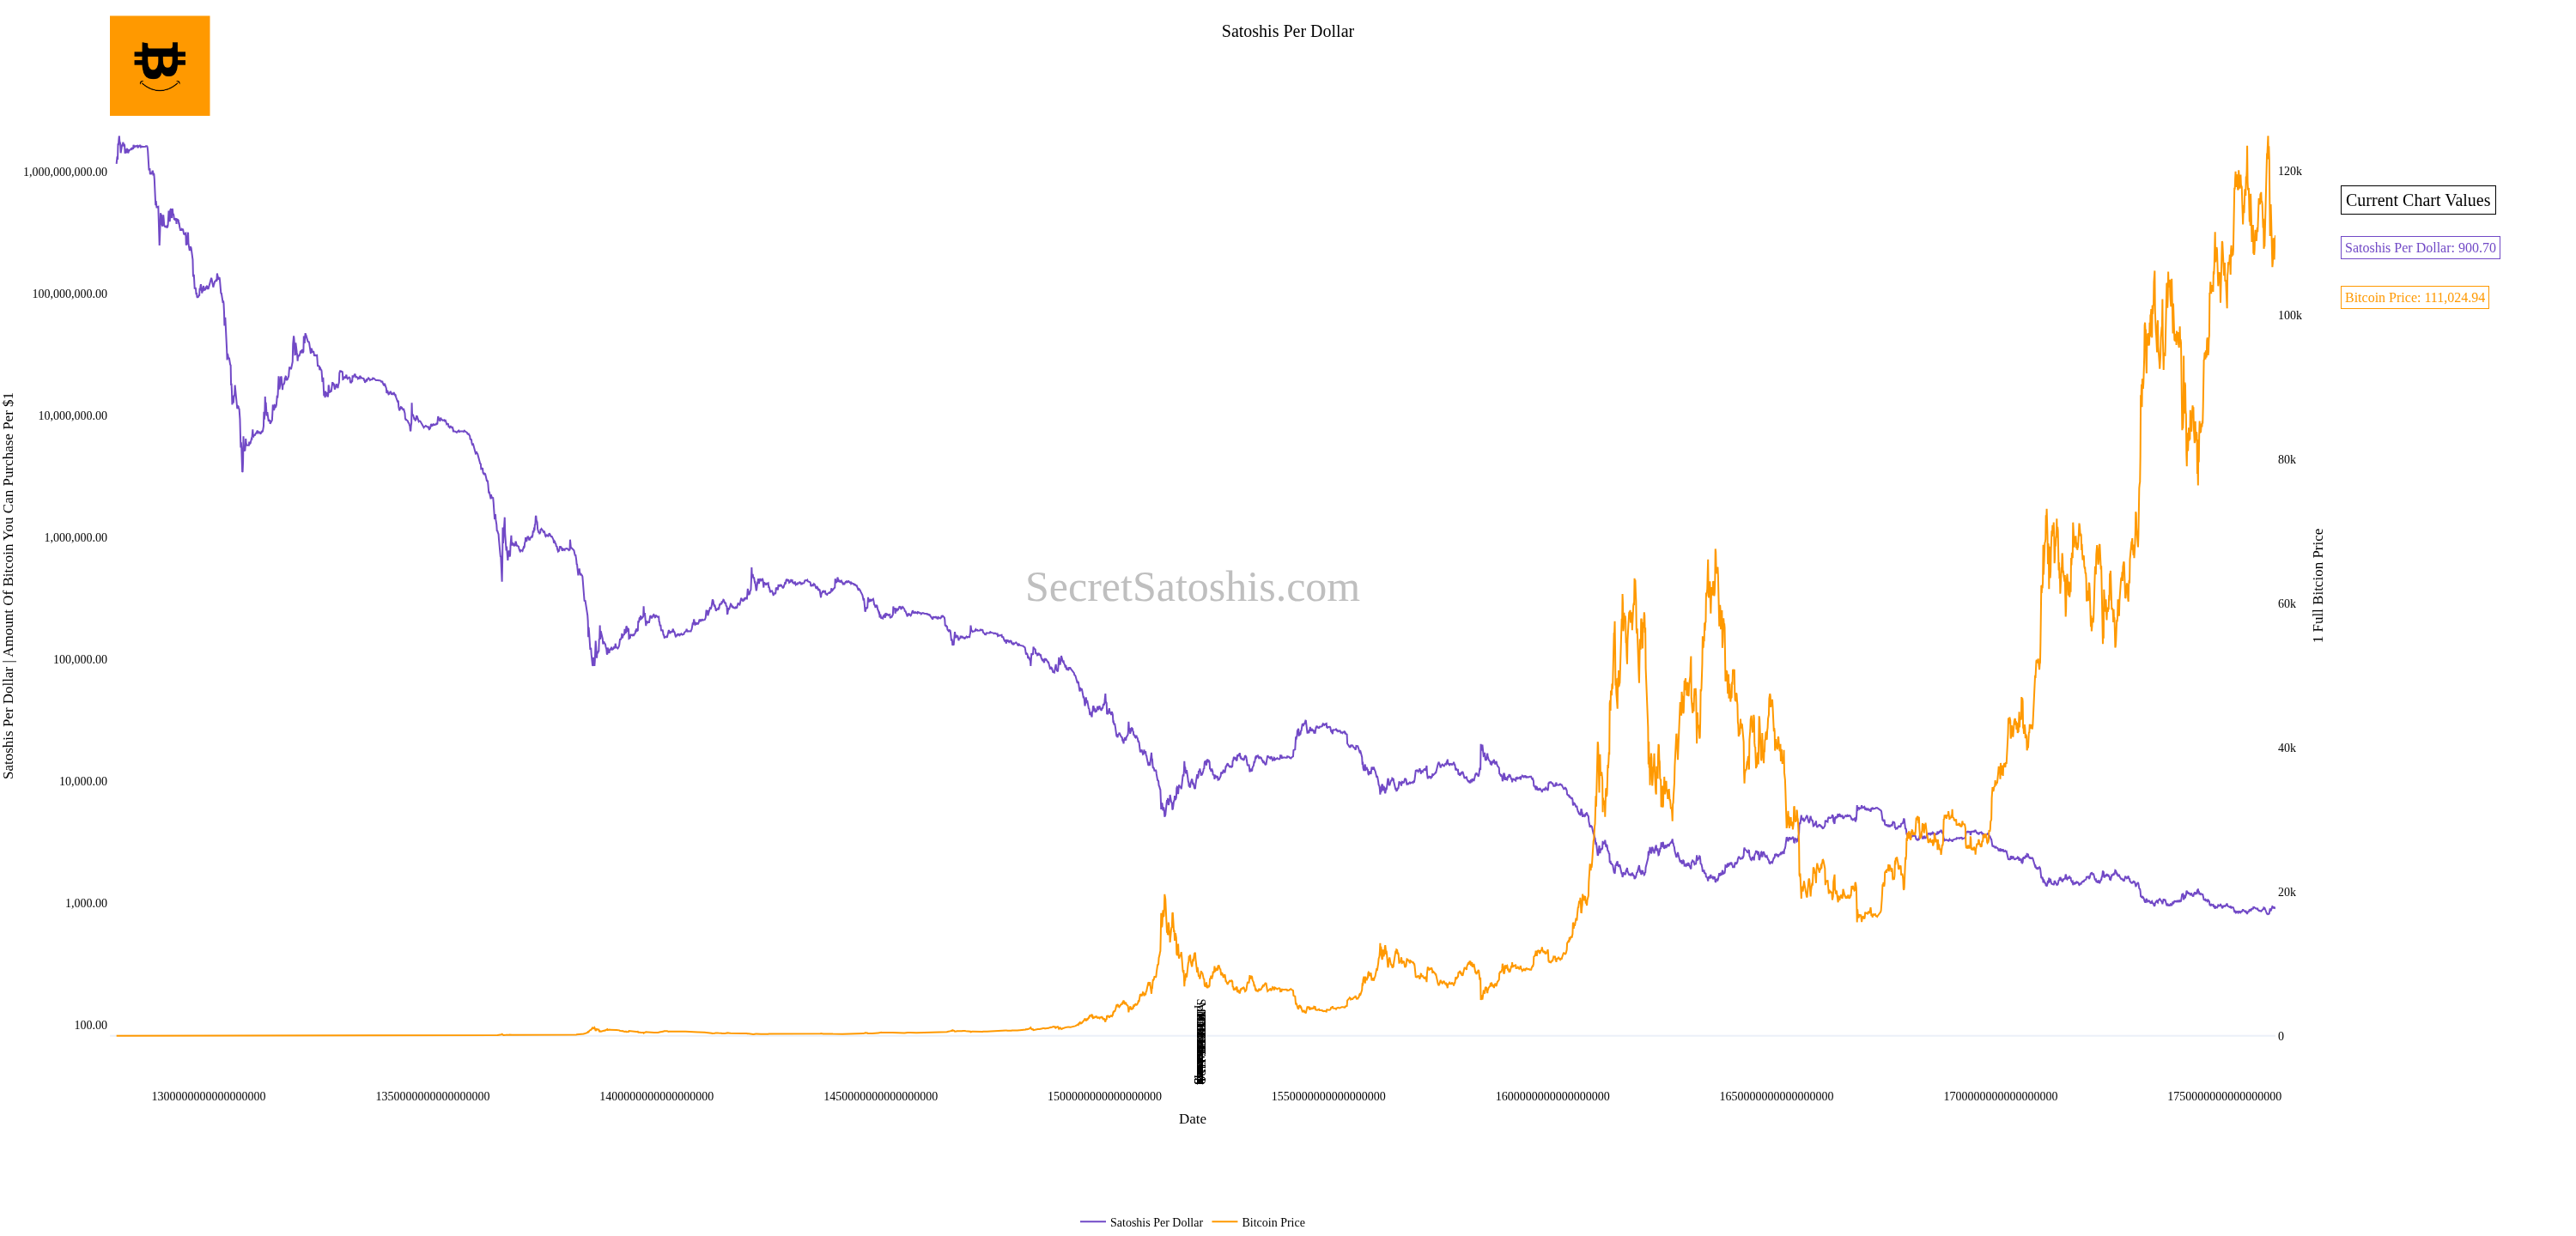 Satoshis Per Dollar
1,000,000,000.00
100,000,000.00
10,000,000.00
1,000,000.00
100,000.00
10,000.00
1,000.00
100.00
Satoshis Per Dollar | Amount Of Bitcoin You Can Purchase Per $1
SecretSatoshis.com
120k
100k
80k
60k
40k
20k
0
1 Full Bitcion Price
Current Chart Values
Satoshis Per Dollar: 900.70
Bitcoin Price: 111,024.94
1300000000000000000
1350000000000000000
1400000000000000000
1450000000000000000
1500000000000000000
1550000000000000000
1600000000000000000
1650000000000000000
1700000000000000000
1750000000000000000
Date
Satoshis Per Dollar
Bitcoin Price